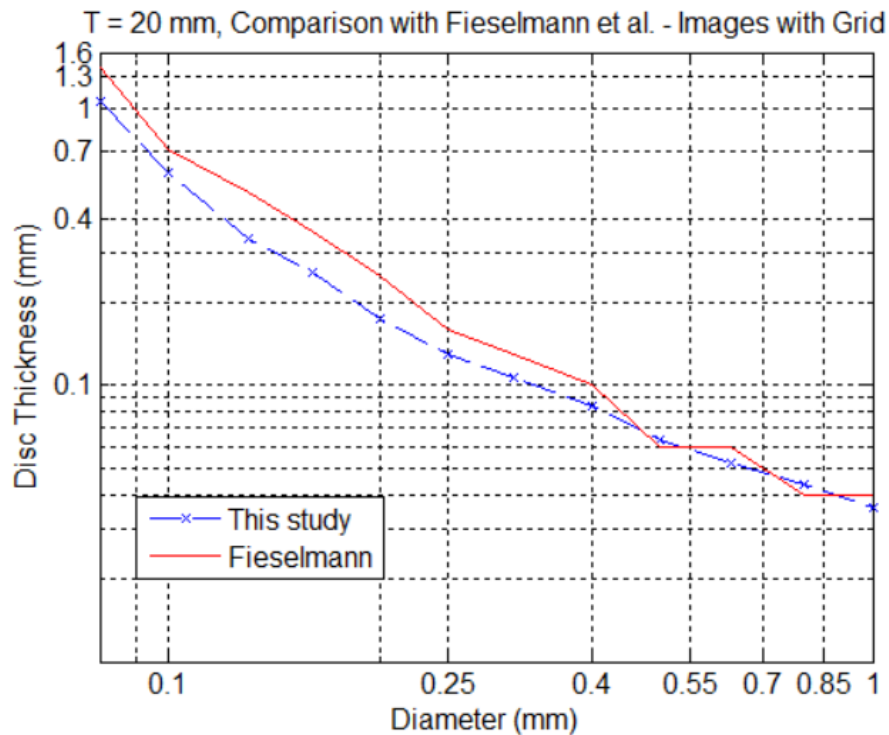 T = 20 mm, Comparison with Fieselmann et al. - Images with Grid
1.6
1.3
1
0.7
0.4
0.1
Disc Thickness (mm)
This study
Fieselmann
0.1 0.25 0.4 0.55 0.7 0.85 1
Diameter (mm)